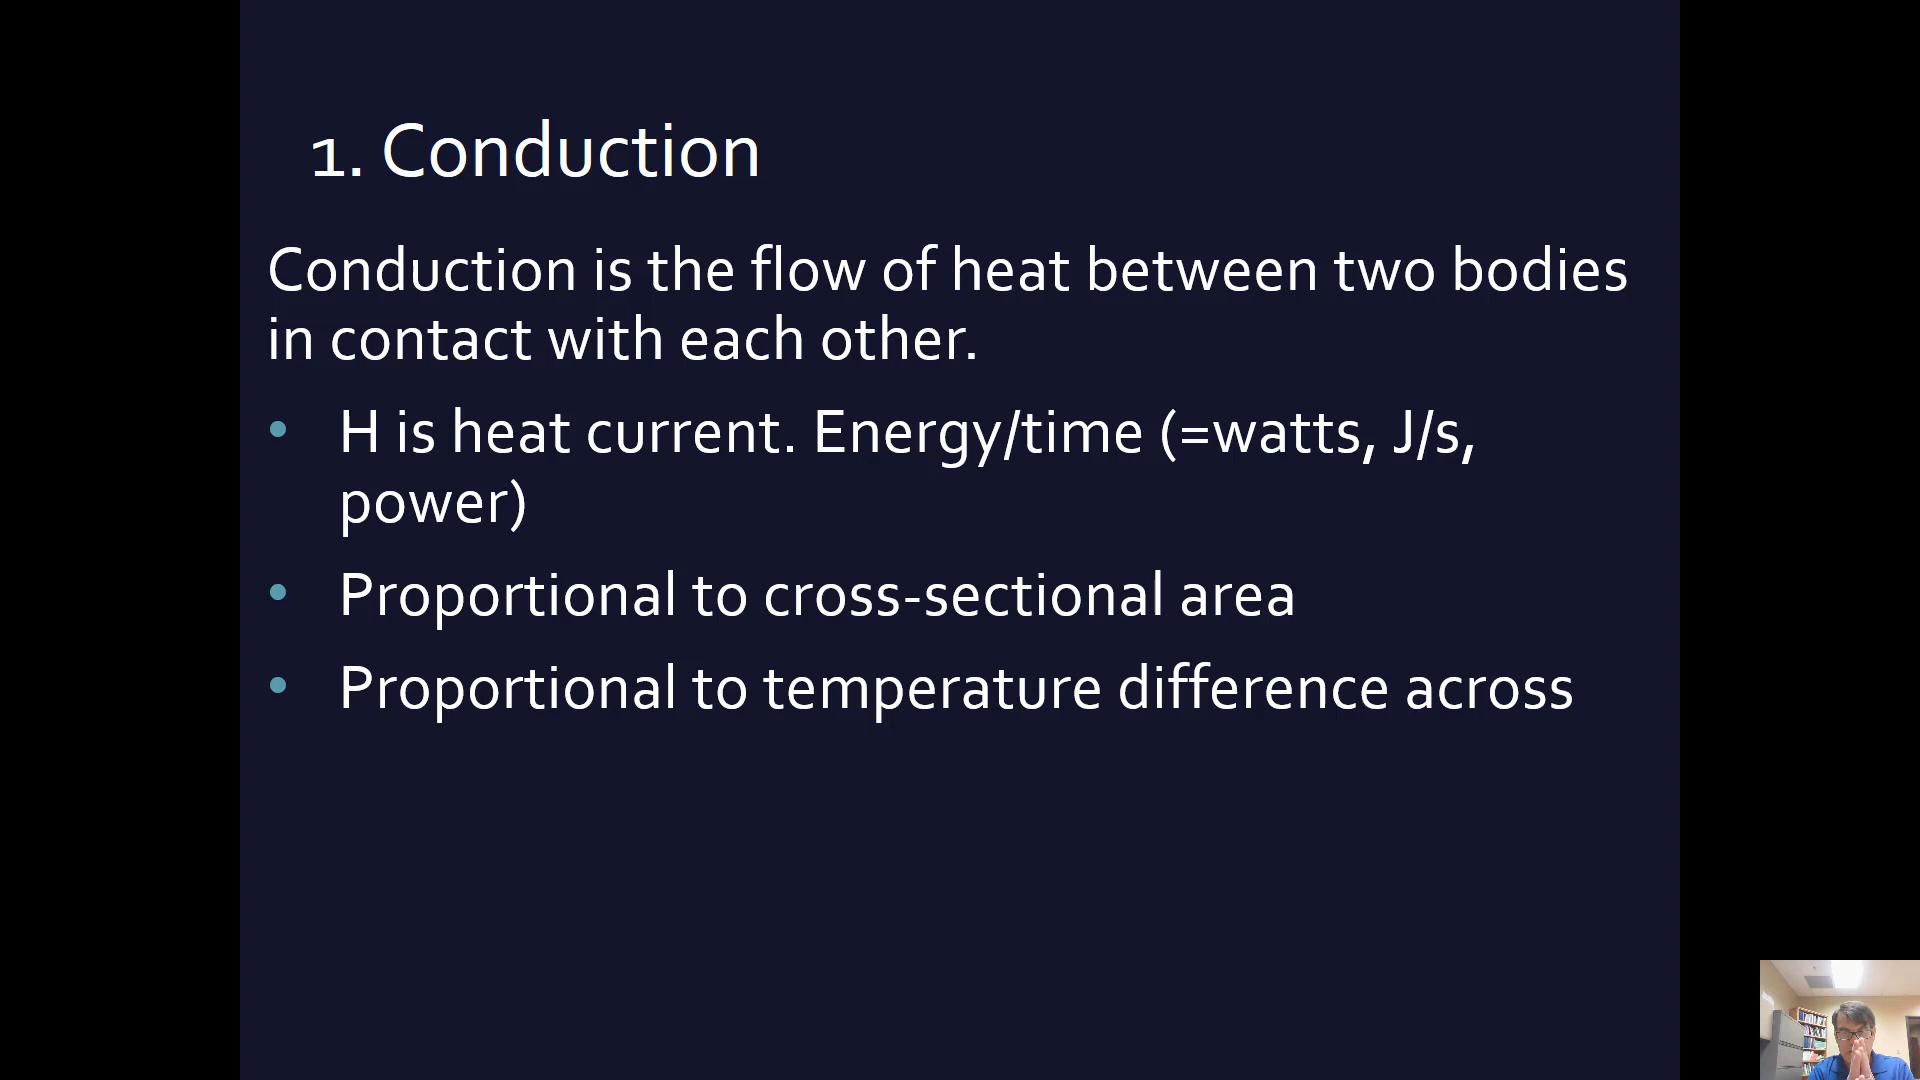 1. Conduction
Conduction is the flow of heat between two bodies
in contact with each other.
• H is heat current. Energy/time (=watts, J/s,
power)
• Proportional to cross-sectional area
• Proportional to temperature difference across